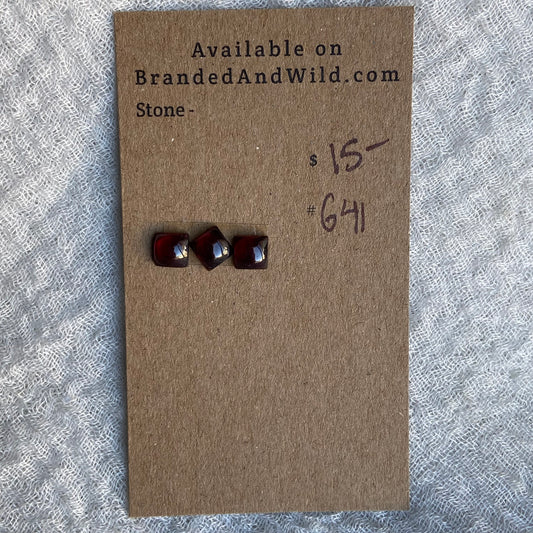 Available on
BrandedAndWild.com
Stone-
$ 15-
# 641